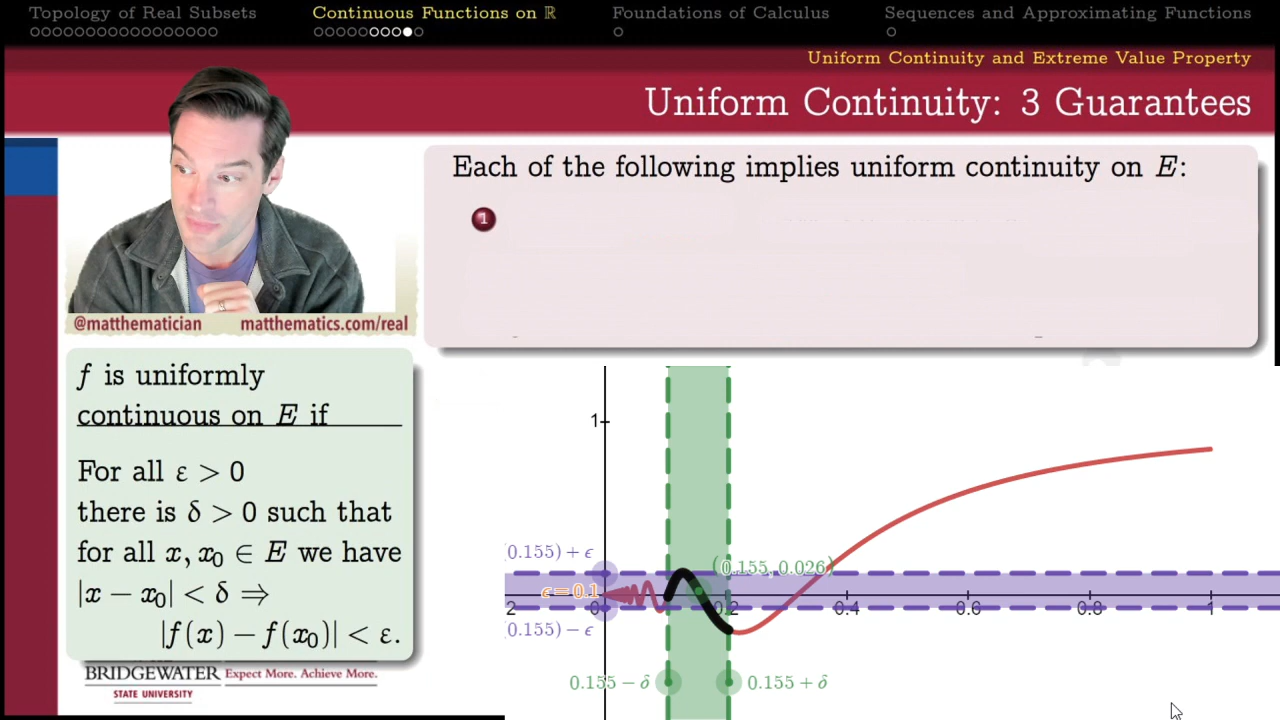 Topology of Real Subsets
Continuous Functions on ℝ
Foundations of Calculus
Sequences and Approximating Functions
Uniform Continuity and Extreme Value Property
Uniform Continuity: 3 Guarantees
Each of the following implies uniform continuity on E:
1
@matthematician matthematics.com/real
f is uniformly
continuous on E if
For all ε > 0
there is δ > 0 such that
for all x, x₀ ∈ E we have
|x − x₀| < δ ⇒
|f(x) − f(x₀)| < ε.
BRIDGEWATER
STATE UNIVERSITY
Expect More. Achieve More.
1
(0.155) + ϵ
(0.155, 0.026)
ϵ = 0.1
(0.155) − ϵ
2 0 0.2 0.4 0.6 0.8 1
0.155 − δ 0.155 + δ